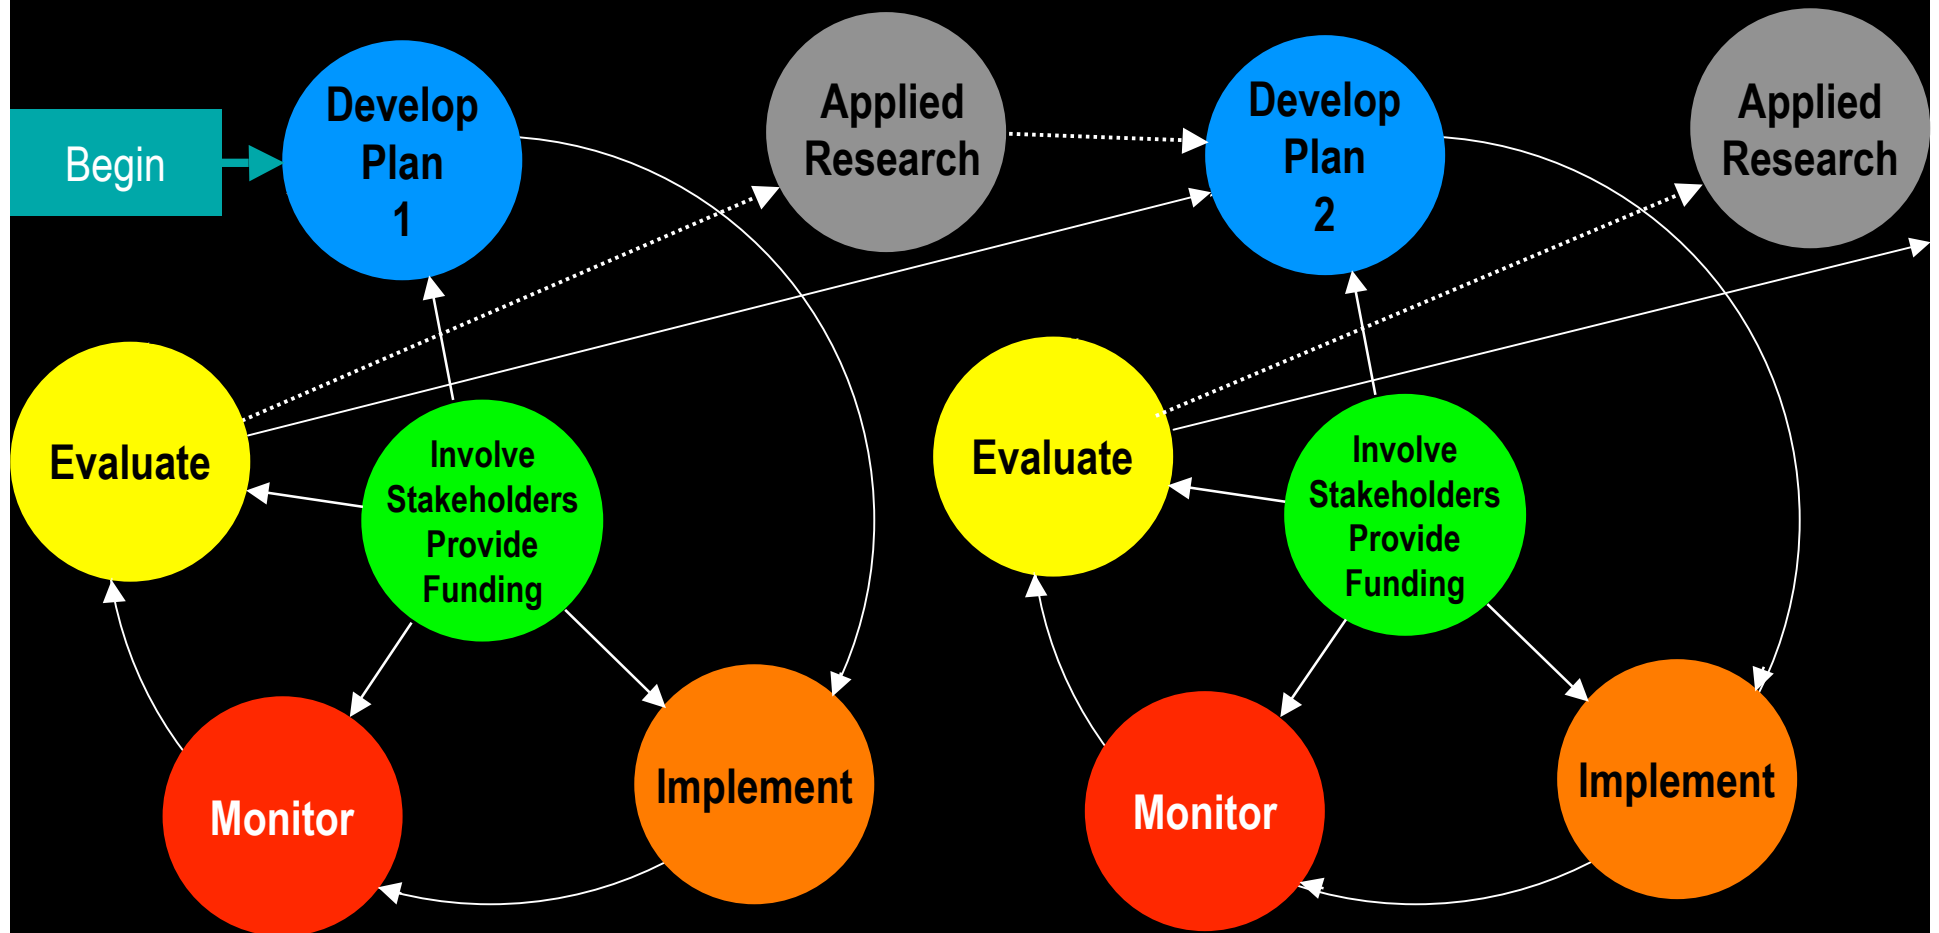 Begin
Develop
Plan
1
Applied
Research
Develop
Plan
2
Applied
Research
Evaluate
Involve
Stakeholders
Provide
Funding
Evaluate
Involve
Stakeholders
Provide
Funding
Monitor
Implement
Monitor
Implement